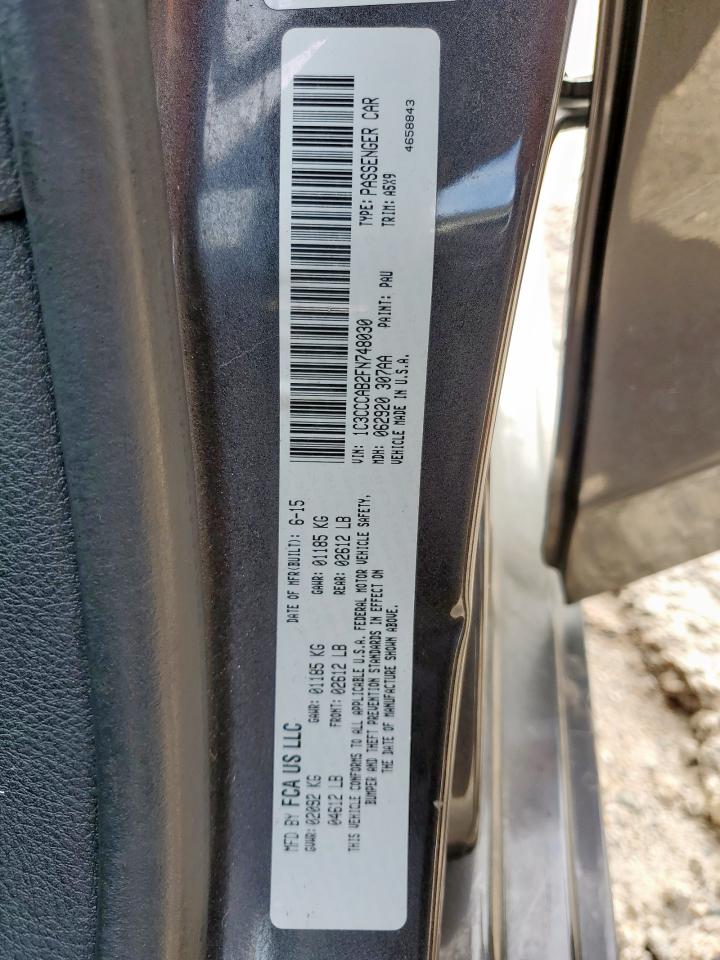 MFD BY FCA US LLC
DATE OF MFR(BUILT): 6-15
GVWR: 02092 KG
GAWR: 01185 KG
GAWR: 01185 KG
04612 LB
FRONT: 02612 LB
REAR: 02612 LB
THIS VEHICLE CONFORMS TO ALL APPLICABLE U.S.A. FEDERAL MOTOR VEHICLE SAFETY,
BUMPER AND THEFT PREVENTION STANDARDS IN EFFECT ON
THE DATE OF MANUFACTURE SHOWN ABOVE.
VIN: 1C3CCCAB2FN748030
TYPE: PASSENGER CAR
MDH: 062920 307AA
PAINT: PAU
TRIM: A5X9
VEHICLE MADE IN U.S.A.
4658843